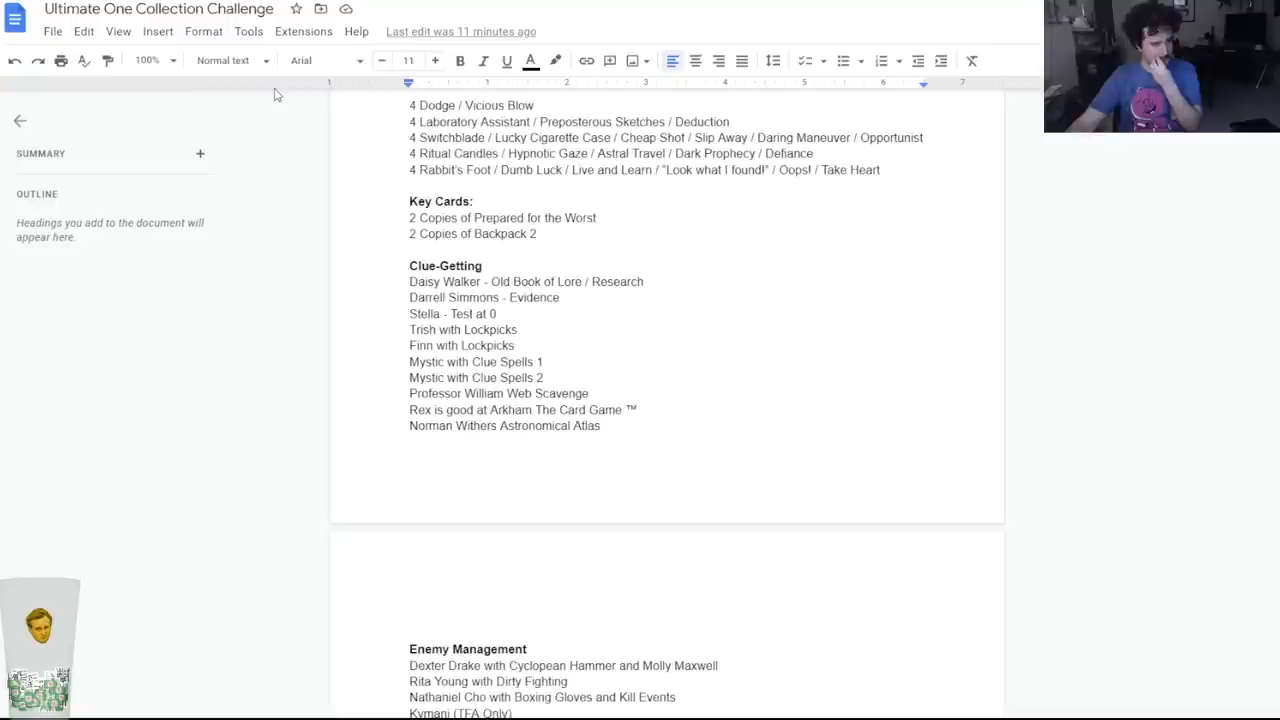 Ultimate One Collection Challenge
File Edit View Insert Format Tools Extensions Help Last edit was 11 minutes ago
100% Normal text Arial 11
1 1 2 3 4 5 6 7
SUMMARY
OUTLINE
Headings you add to the document will
appear here.
4 Dodge / Vicious Blow
4 Laboratory Assistant / Preposterous Sketches / Deduction
4 Switchblade / Lucky Cigarette Case / Cheap Shot / Slip Away / Daring Maneuver / Opportunist
4 Ritual Candles / Hypnotic Gaze / Astral Travel / Dark Prophecy / Defiance
4 Rabbit's Foot / Dumb Luck / Live and Learn / "Look what I found!" / Oops! / Take Heart
Key Cards:
2 Copies of Prepared for the Worst
2 Copies of Backpack 2
Clue-Getting
Daisy Walker - Old Book of Lore / Research
Darrell Simmons - Evidence
Stella - Test at 0
Trish with Lockpicks
Finn with Lockpicks
Mystic with Clue Spells 1
Mystic with Clue Spells 2
Professor William Web Scavenge
Rex is good at Arkham The Card Game ™
Norman Withers Astronomical Atlas
Enemy Management
Dexter Drake with Cyclopean Hammer and Molly Maxwell
Rita Young with Dirty Fighting
Nathaniel Cho with Boxing Gloves and Kill Events
Kymani (TFA Only)